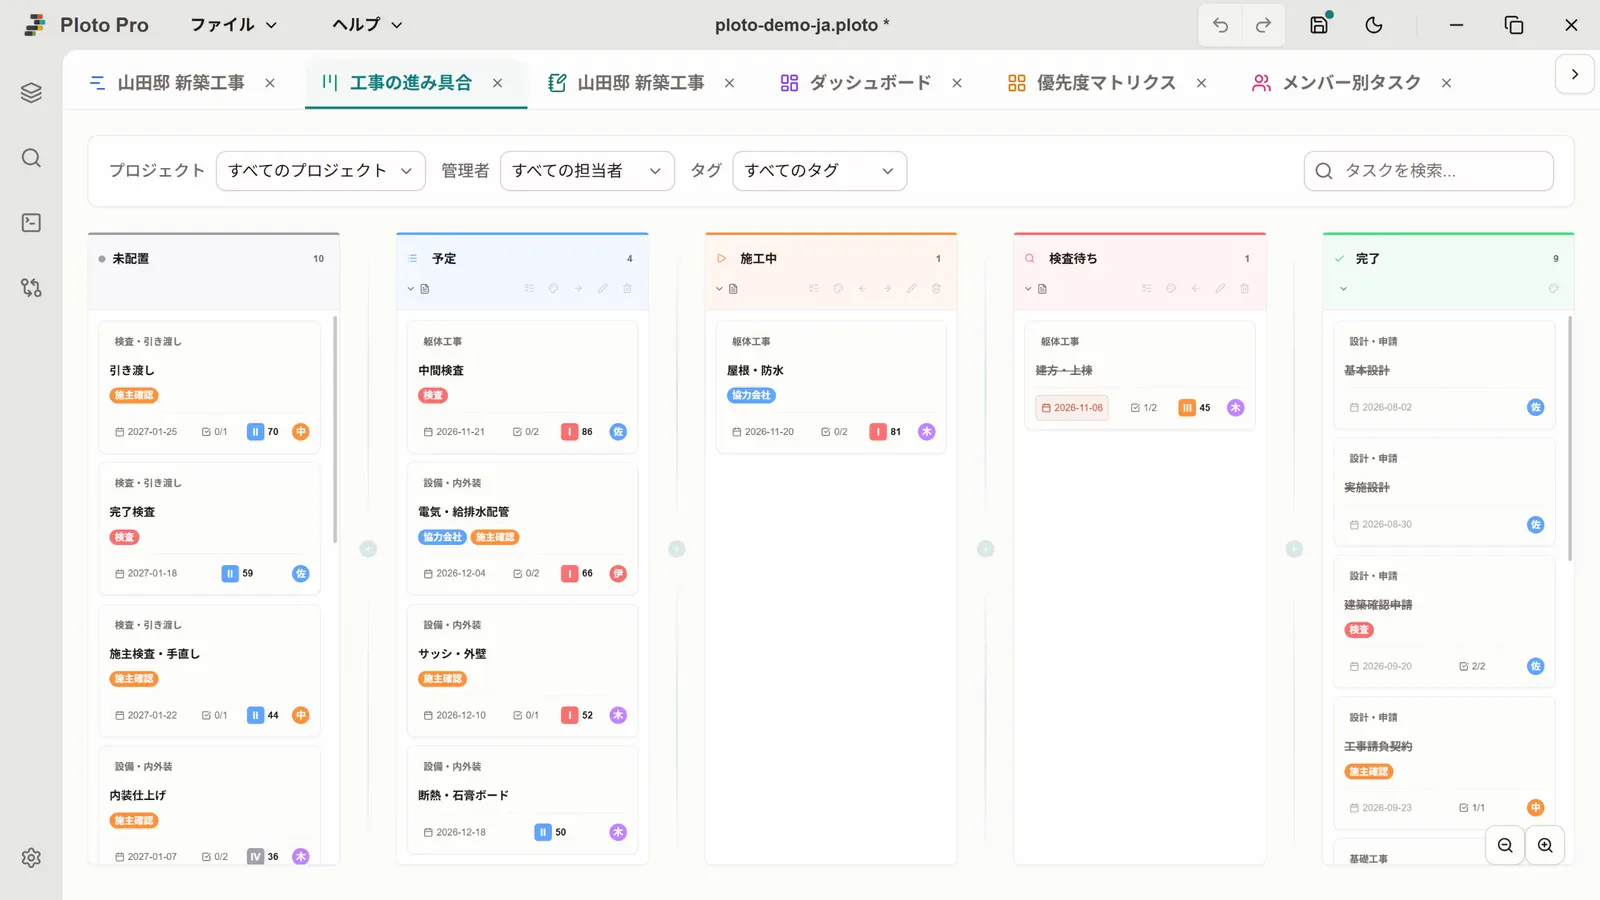 Ploto Pro
ファイル
ヘルプ
ploto-demo-ja.ploto *
山田邸 新築工事
工事の進み具合
山田邸 新築工事
ダッシュボード
優先度マトリクス
メンバー別タスク
プロジェクト
すべてのプロジェクト
管理者
すべての担当者
タグ
すべてのタグ
タスクを検索...
未配置
10
検査・引き渡し
引き渡し
施主確認
2027-01-25 0/1 II 70 中
検査・引き渡し
完了検査
検査
2027-01-18 II 59 佐
検査・引き渡し
施主検査・手直し
施主確認
2027-01-22 0/1 II 44 中
設備・内外装
内装仕上げ
施主確認
2027-01-07 0/2 IV 36 木
予定
4
躯体工事
中間検査
検査
2026-11-21 0/2 I 86 佐
設備・内外装
電気・給排水配管
協力会社 施主確認
2026-12-04 0/2 I 66 伊
設備・内外装
サッシ・外壁
施主確認
2026-12-10 0/1 I 52 木
設備・内外装
断熱・石膏ボード
2026-12-18 II 50 木
施工中
1
躯体工事
屋根・防水
協力会社
2026-11-20 0/2 I 81 木
検査待ち
1
躯体工事
建方・上棟
2026-11-06 1/2 III 45 木
完了
9
設計・申請
基本設計
2026-08-02 佐
設計・申請
実施設計
2026-08-30 佐
設計・申請
建築確認申請
検査
2026-09-20 2/2 佐
設計・申請
工事請負契約
施主確認
2026-09-23 1/1 中
基礎工事